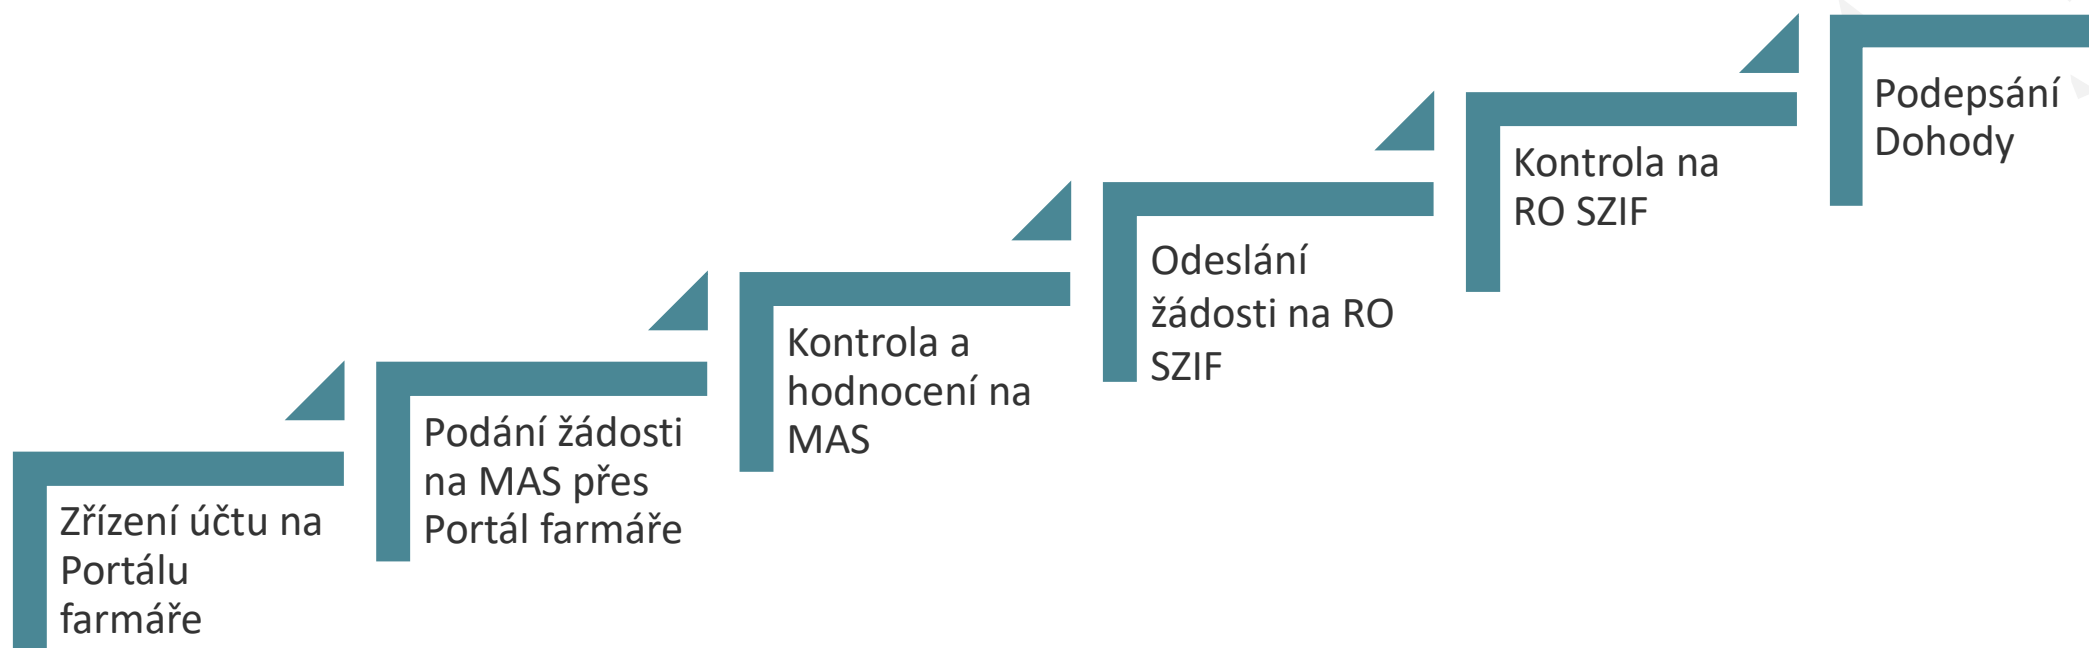 Zřízení účtu na
Portálu
farmáře
Podání žádosti
na MAS přes
Portál farmáře
Kontrola a
hodnocení na
MAS
Odeslání
žádosti na RO
SZIF
Kontrola na
RO SZIF
Podepsání
Dohody